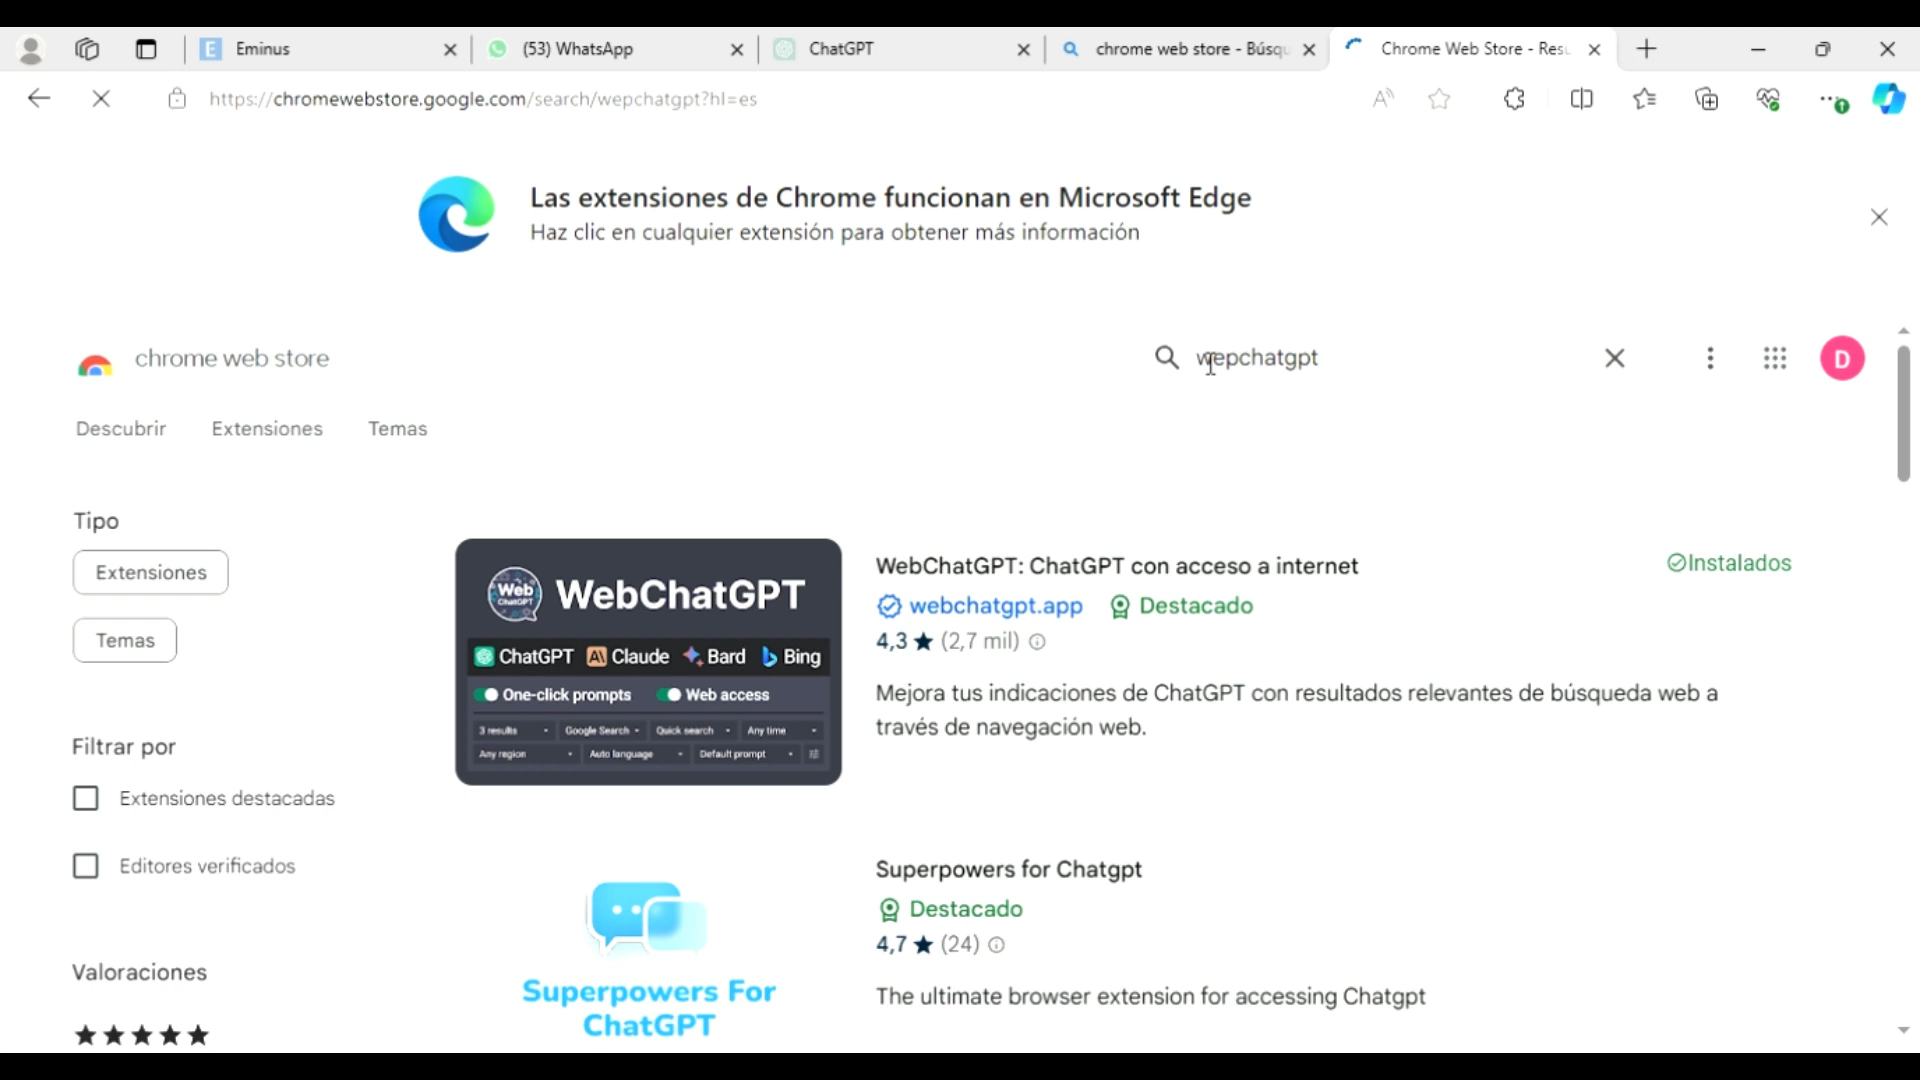 Eminus
(53) WhatsApp
ChatGPT
chrome web store - Búsqu
Chrome Web Store - Resu
https://chromewebstore.google.com/search/wepchatgpt?hl=es
Las extensiones de Chrome funcionan en Microsoft Edge
Haz clic en cualquier extensión para obtener más información
chrome web store
wepchatgpt
D
Descubrir Extensiones Temas
Tipo
Extensiones
Temas
Filtrar por
Extensiones destacadas
Editores verificados
Valoraciones
Web ChatGPT
WebChatGPT
ChatGPT Claude Bard Bing
One-click prompts Web access
3 results Google Search Quick search Any time
Any region Auto language Default prompt
WebChatGPT: ChatGPT con acceso a internet
Instalados
webchatgpt.app Destacado
4,3 ★ (2,7 mil)
Mejora tus indicaciones de ChatGPT con resultados relevantes de búsqueda web a
través de navegación web.
Superpowers For
ChatGPT
Superpowers for Chatgpt
Destacado
4,7 ★ (24)
The ultimate browser extension for accessing Chatgpt